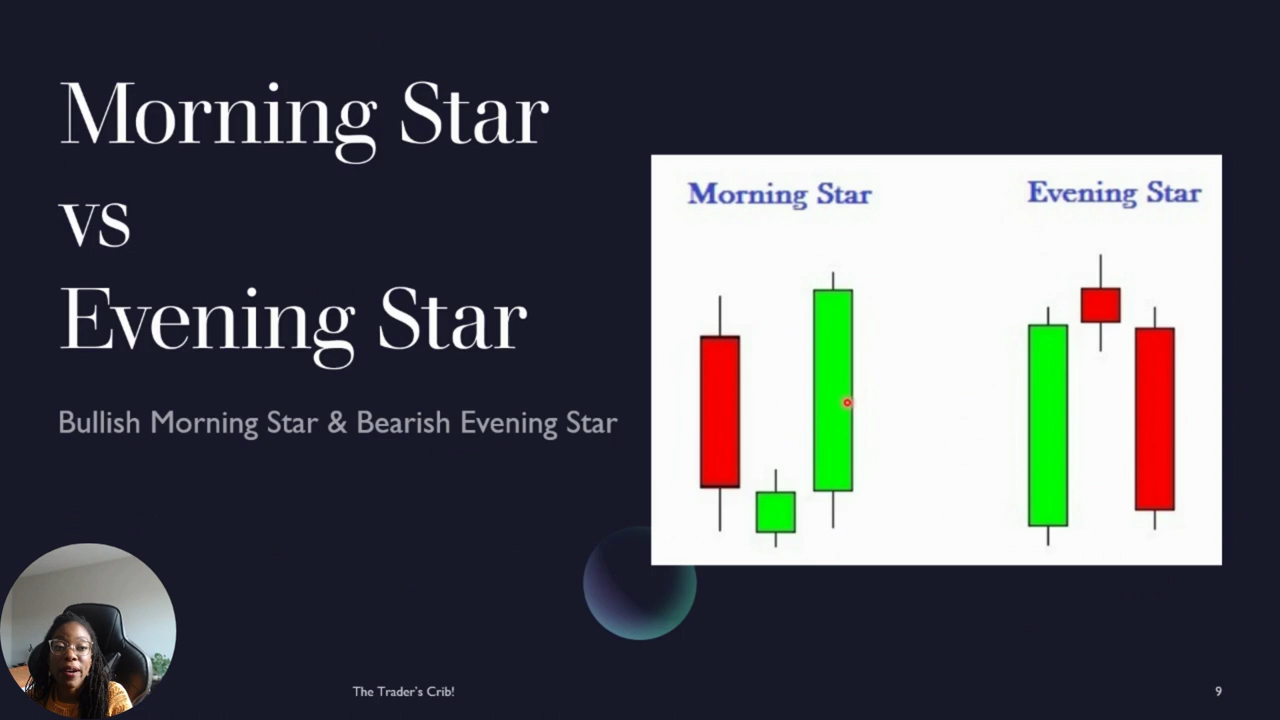 Morning Star
vs
Evening Star
Bullish Morning Star & Bearish Evening Star
Morning Star
Evening Star
The Trader's Crib!
9